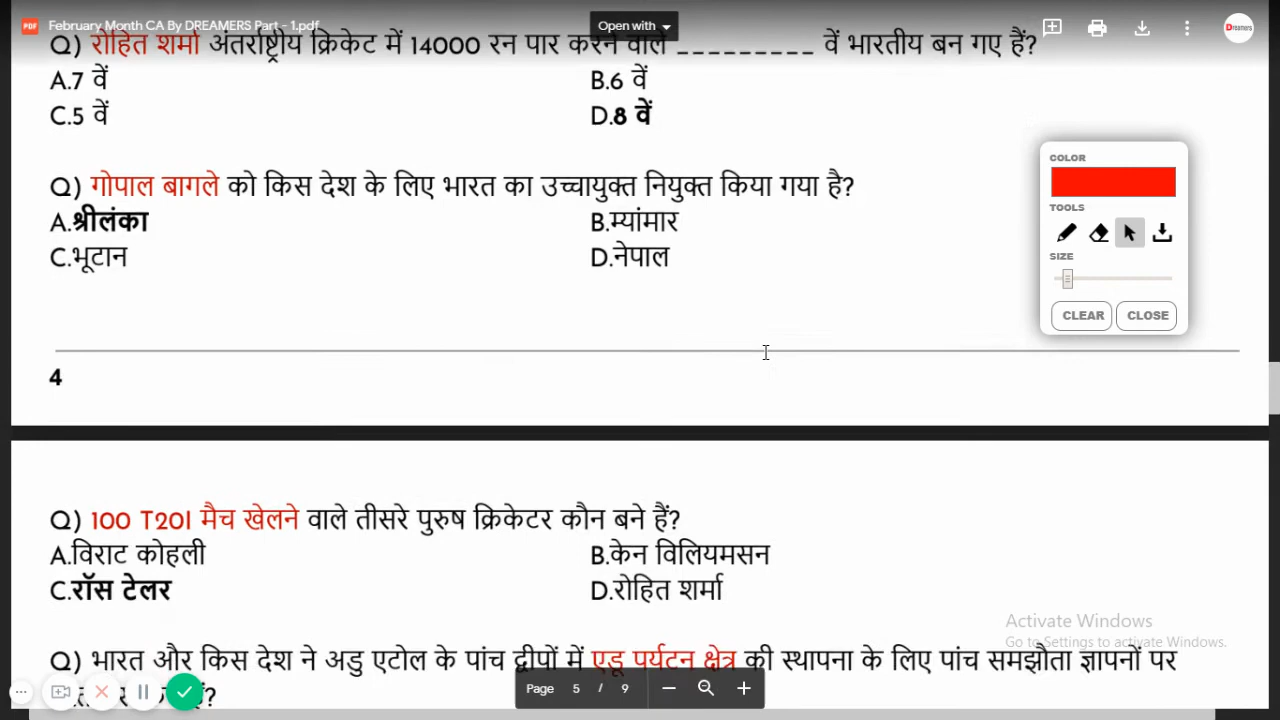 February Month CA By DREAMERS Part - 1.pdf
Open with
Dreamers
Q) रोहित शर्मा अंतर्राष्ट्रीय क्रिकेट में 14000 रन पार करने वाले _________ वें भारतीय बन गए हैं?
A.7 वें
B.6 वें
C.5 वें
D.8 वें
Q) गोपाल बागले को किस देश के लिए भारत का उच्चायुक्त नियुक्त किया गया है?
A.श्रीलंका
B.म्यांमार
C.भूटान
D.नेपाल
COLOR
TOOLS
SIZE
CLEAR
CLOSE
4
Q) 100 T20I मैच खेलने वाले तीसरे पुरुष क्रिकेटर कौन बने हैं?
A.विराट कोहली
B.केन विलियमसन
C.रॉस टेलर
D.रोहित शर्मा
Activate Windows
Go to Settings to activate Windows.
Q) भारत और किस देश ने अडु एटोल के पांच द्वीपों में एडू पर्यटन क्षेत्र की स्थापना के लिए पांच समझौता ज्ञापनों पर
Page 5 / 9